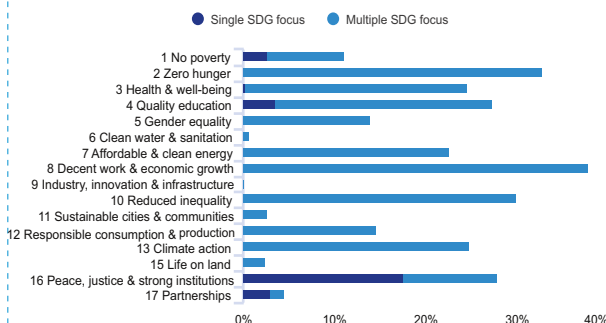 Single SDG focus Multiple SDG focus
1 No poverty
2 Zero hunger
3 Health & well-being
4 Quality education
5 Gender equality
6 Clean water & sanitation
7 Affordable & clean energy
8 Decent work & economic growth
9 Industry, innovation & infrastructure
10 Reduced inequality
11 Sustainable cities & communities
12 Responsible consumption & production
13 Climate action
15 Life on land
16 Peace, justice & strong institutions
17 Partnerships
0% 10% 20% 30% 40%